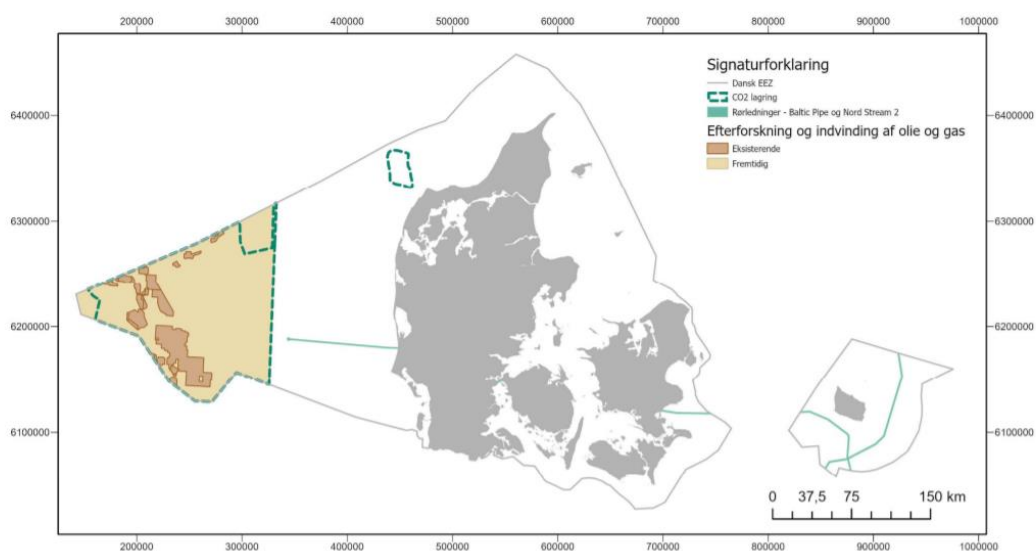 200000 300000 400000 500000 600000 700000 800000 900000 1000000
Signaturforklaring
Dansk EEZ
CO2 lagring
Rørledninger - Baltic Pipe og Nord Stream 2
Efterforskning og indvinding af olie og gas
Eksisterende
Fremtidig
6400000 6400000
6300000 6300000
6200000 6200000
6100000 6100000
0 37,5 75 150 km
200000 300000 400000 500000 600000 700000 800000 900000 1000000